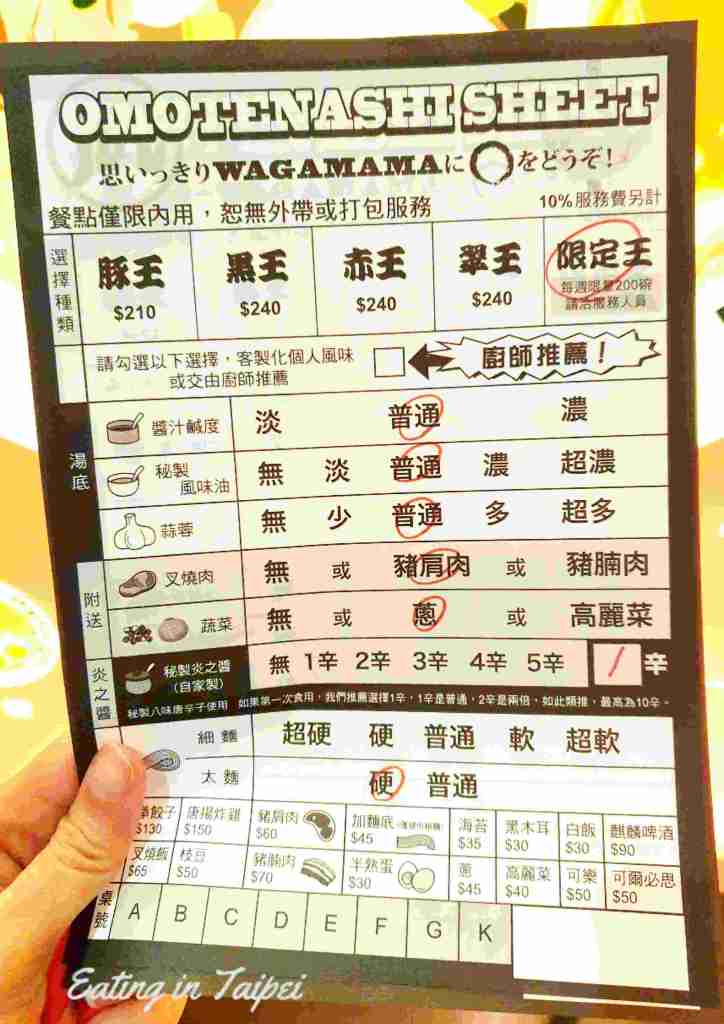 OMOTENASHI SHEET
思いっきりWAGAMAMAに〇をどうぞ！
餐點僅限內用，恕無外帶或打包服務 10%服務費另計
選擇種類 豚王 黑王 赤王 翠王 限定王
$210 $240 $240 $240 每週限量200碗
請洽服務人員
請勾選以下選擇，客製化個人風味
或交由廚師推薦
廚師推薦！
湯底
醬汁鹹度 淡 普通 濃
秘製風味油 無 淡 普通 濃 超濃
蒜蓉 無 少 普通 多 超多
附送
叉燒肉 無 或 豬肩肉 或 豬腩肉
蔬菜 無 或 蔥 或 高麗菜
炎之醬
秘製炎之醬 無 1辛 2辛 3辛 4辛 5辛 / 辛
(自家製)
秘製八味唐辛子使用 如果第一次食用，我們推薦選擇1辛，1辛是普通，2辛是兩倍，如此類推，最高為10辛。
細麵 超硬 硬 普通 軟 超軟
太麵 硬 普通
餃子 唐揚炸雞 豬肩肉 加麵底 海苔 黑木耳 白飯 麒麟啤酒
$130 $150 $60 $45 $35 $30 $30 $90
叉燒飯 枝豆 豬腩肉 半熟蛋 蔥 高麗菜 可樂 可爾必思
$65 $50 $70 $30 $45 $40 $50 $50
桌號 A B C D E F G K
Eating in Taipei